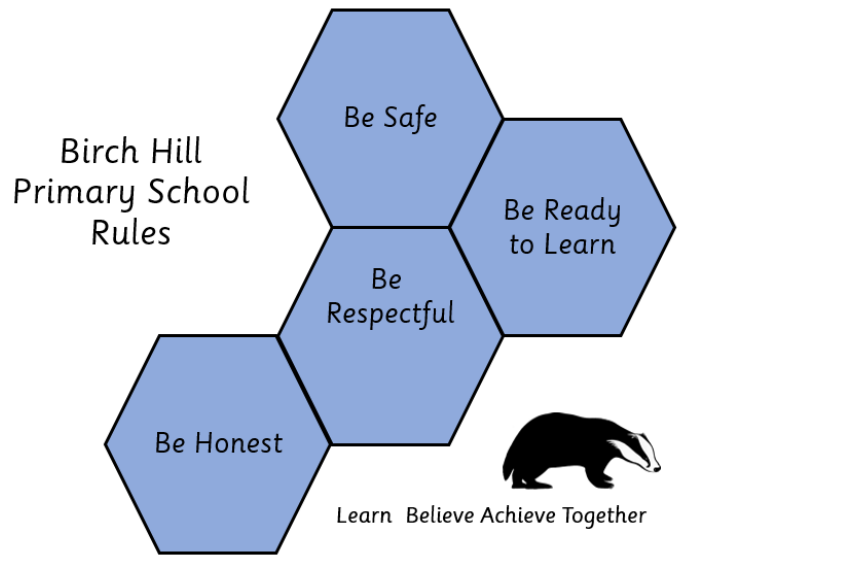 Birch Hill
Primary School
Rules
Be Safe
Be Ready
to Learn
Be
Respectful
Be Honest
Learn Believe Achieve Together